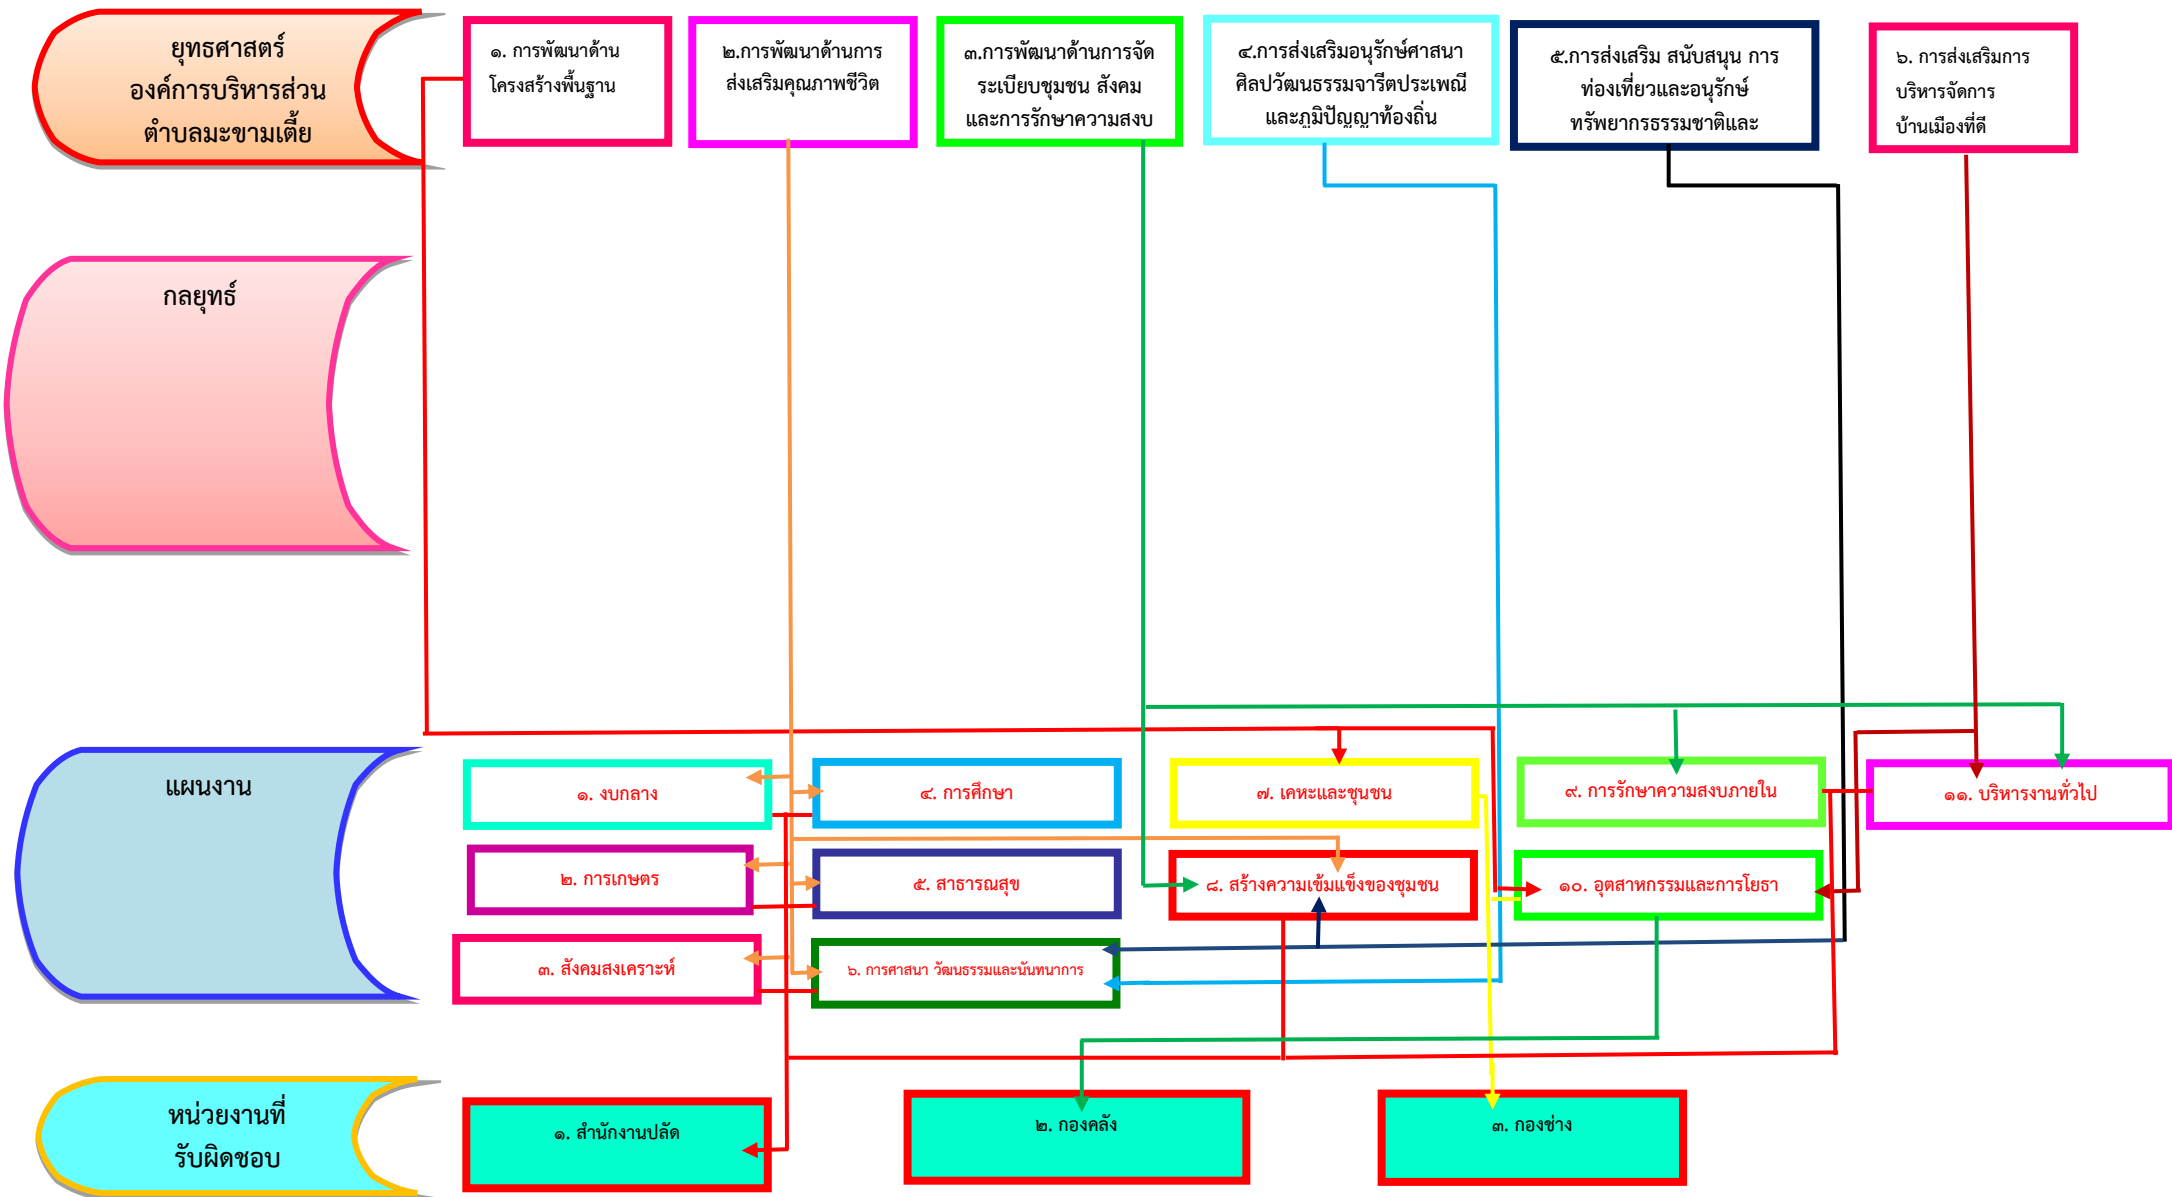 ยุทธศาสตร์
องค์การบริหารส่วน
ตำบลมะขามเตี้ย
๑. การพัฒนาด้าน
โครงสร้างพื้นฐาน
๒.การพัฒนาด้านการ
ส่งเสริมคุณภาพชีวิต
๓.การพัฒนาด้านการจัด
ระเบียบชุมชน สังคม
และการรักษาความสงบ
๔.การส่งเสริมอนุรักษ์ศาสนา
ศิลปวัฒนธรรมจารีตประเพณี
และภูมิปัญญาท้องถิ่น
๕.การส่งเสริม สนับสนุน การ
ท่องเที่ยวและอนุรักษ์
ทรัพยากรธรรมชาติและ
๖. การส่งเสริมการ
บริหารจัดการ
บ้านเมืองที่ดี
กลยุทธ์
แผนงาน
๑. งบกลาง
๔. การศึกษา
๗. เคหะและชุนชน
๙. การรักษาความสงบภายใน
๑๑. บริหารงานทั่วไป
๒. การเกษตร
๕. สาธารณสุข
๘. สร้างความเข้มแข็งของชุมชน
๑๐. อุตสาหกรรมและการโยธา
๓. สังคมสงเคราะห์
๖. การศาสนา วัฒนธรรมและนันทนาการ
หน่วยงานที่
รับผิดชอบ
๑. สำนักงานปลัด
๒. กองคลัง
๓. กองช่าง